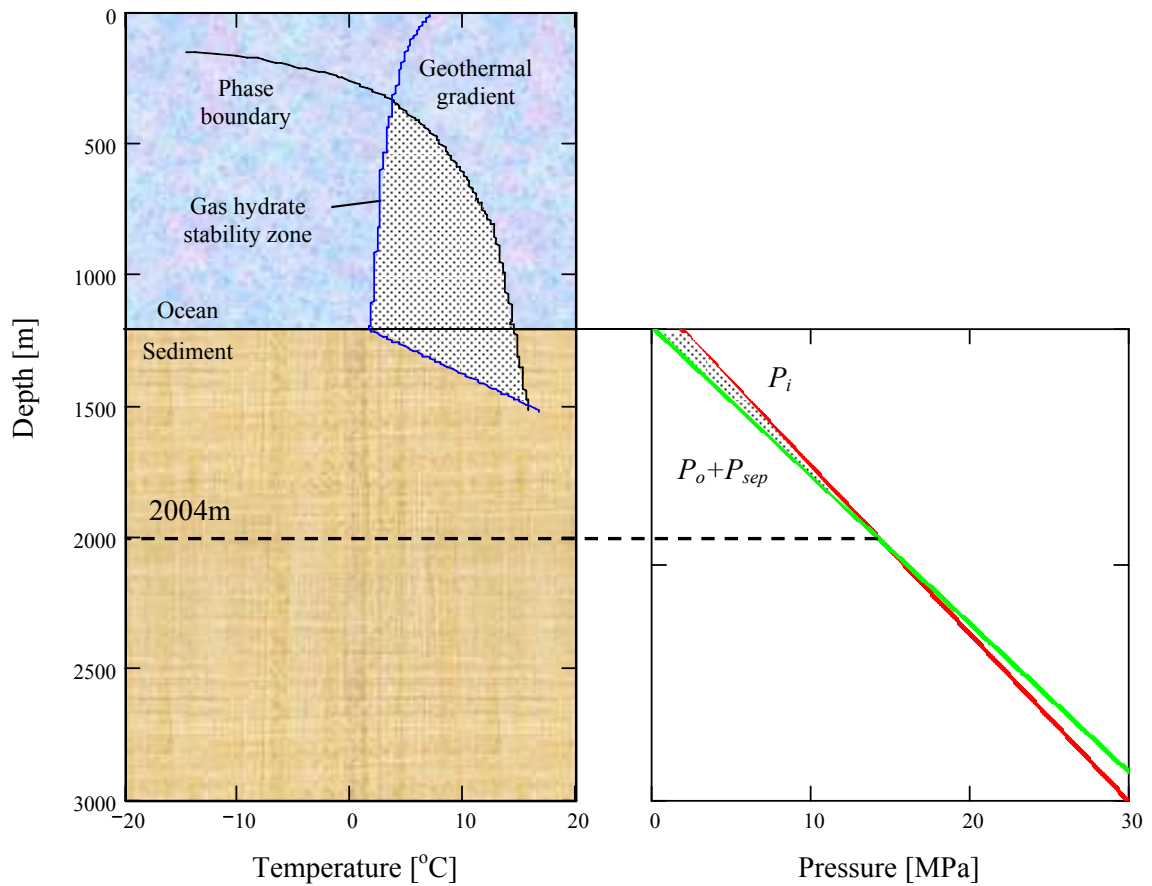 0
Geothermal
gradient
Phase
boundary
500
Gas hydrate
stability zone
1000
Ocean
Sediment
P_i
1500
P_o+P_sep
2004m
2000
2500
3000
−20 −10 0 10 20
0 10 20 30
Depth [m]
Temperature [°C]
Pressure [MPa]